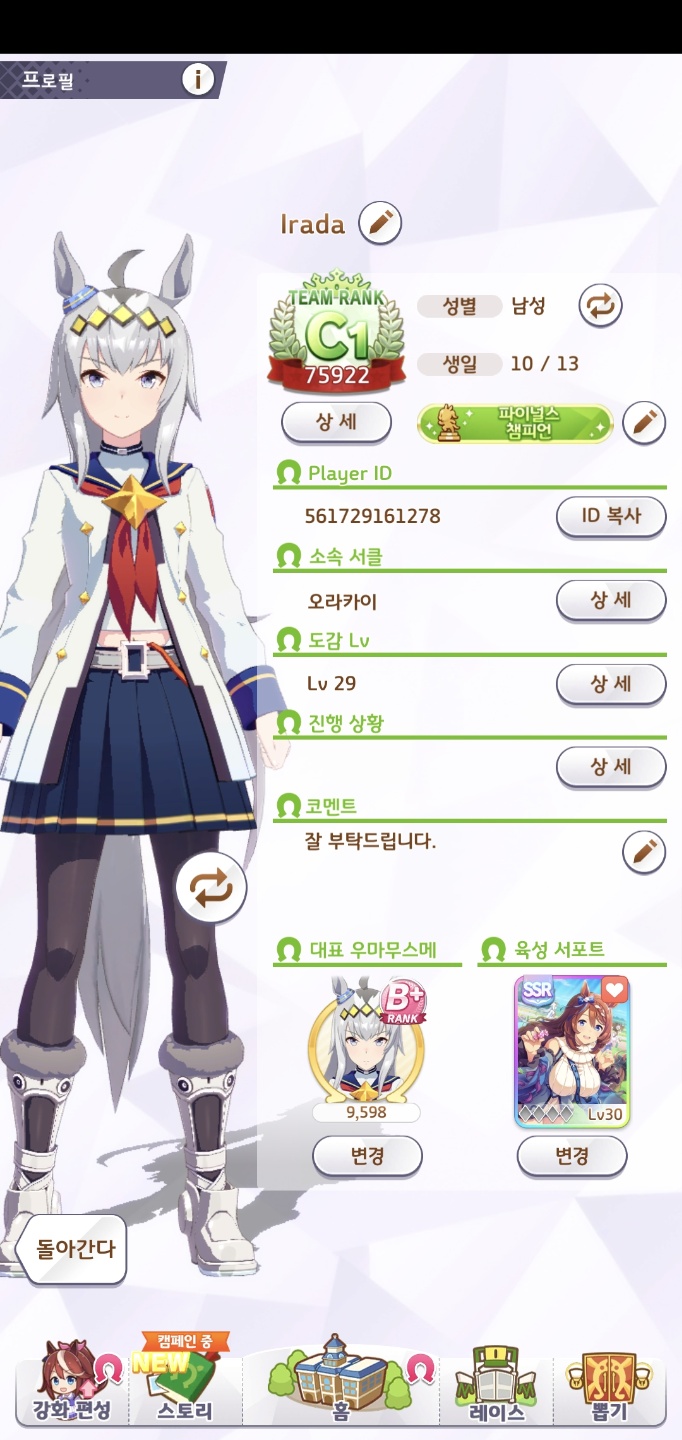 프로필
i
Irada
TEAM RANK
C1
75922
성별 남성
생일 10 / 13
상 세
파이널스
챔피언
Player ID
561729161278
ID 복사
소속 서클
오라카이
상 세
도감 Lv
Lv 29
상 세
진행 상황
상 세
코멘트
잘 부탁드립니다.
대표 우마무스메
육성 서포트
B+
RANK
9,598
SSR
Lv30
변경
변경
돌아간다
캠페인 중
NEW
강화 편성
스토리
홈
레이스
뽑기